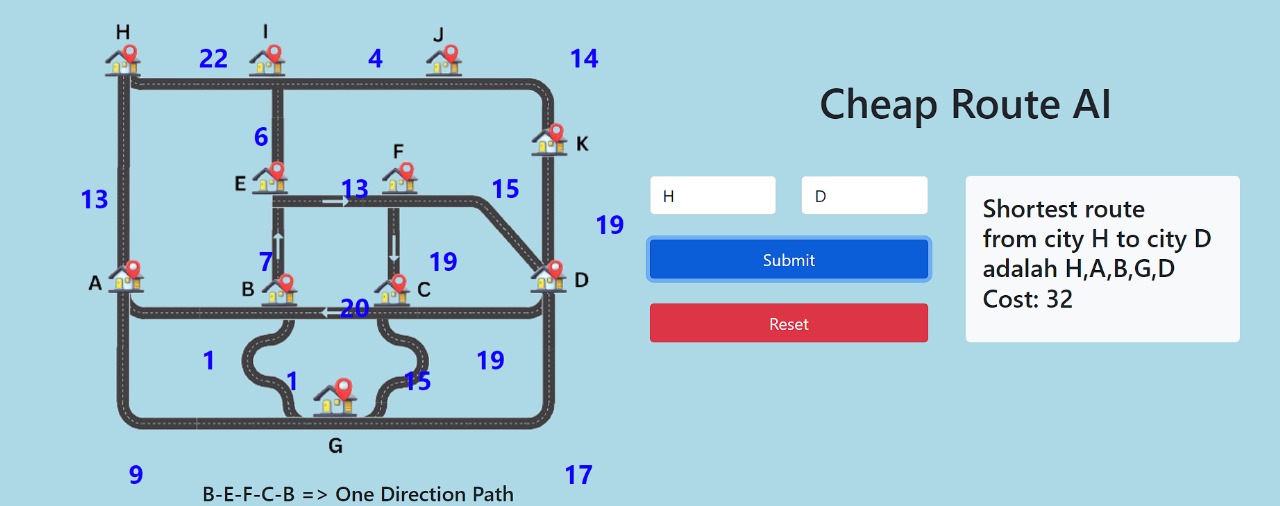 H
I
J
22
4
14
Cheap Route AI
6
K
F
E
13
15
H
D
13
19
Shortest route
from city H to city D
adalah H,A,B,G,D
Cost: 32
7
19
Submit
A
B
C
D
20
Reset
1
19
1
15
G
9
17
B-E-F-C-B => One Direction Path